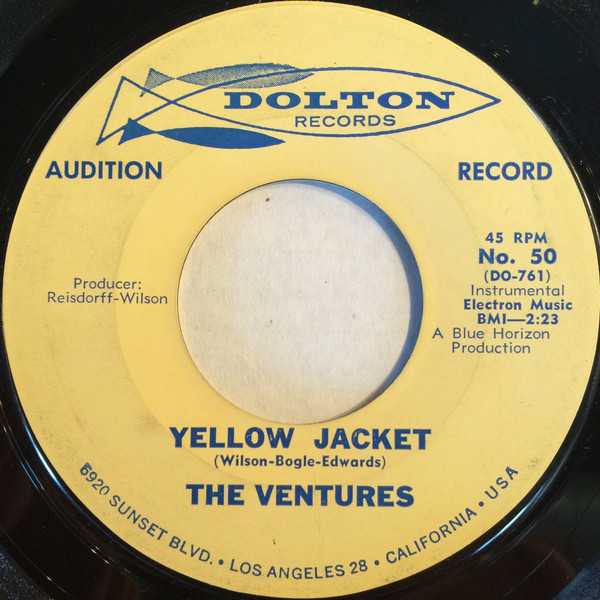 DOLTON
RECORDS
AUDITION RECORD
45 RPM
No. 50
(DO-761)
Instrumental
Electron Music
BMI—2:23
A Blue Horizon
Production
Producer:
Reisdorff-Wilson
YELLOW JACKET
(Wilson-Bogle-Edwards)
THE VENTURES
6920 SUNSET BLVD. • LOS ANGELES 28 • CALIFORNIA • USA